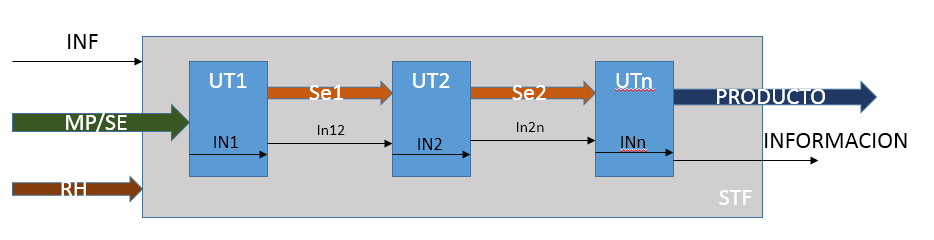 INF
UT1
UT2
UTn
Se1
Se2
PRODUCTO
MP/SE
In12
In2n
IN1
IN2
INn
INFORMACION
RH
STF